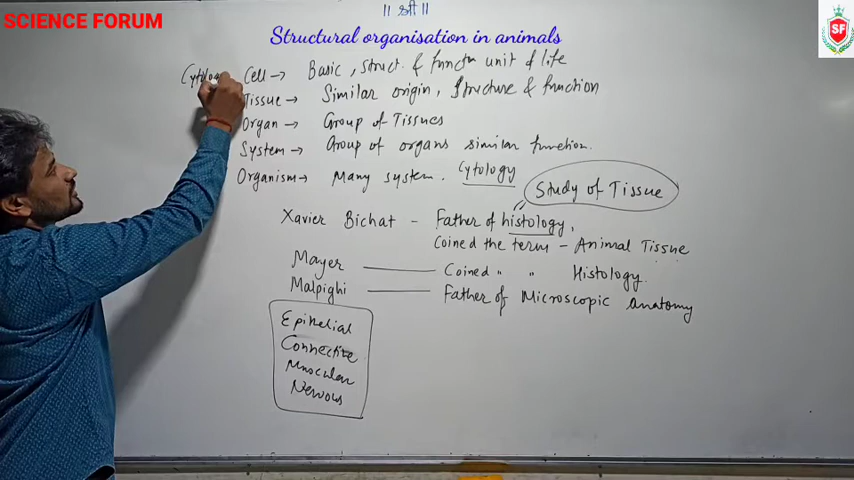 SCIENCE FORUM
|| श्री ||
SF
Structural organisation in animals
Cytology Cell → Basic, struct. & functn unit of life
Tissue → Similar origin, Structure & function
Organ → Group of Tissues
System → Group of organs similar function.
Organism → Many system. Cytology
Study of Tissue
Xavier Bichat - Father of histology,
Coined the term - Animal Tissue
Mayer — Coined " " Histology.
Malpighi — Father of Microscopic anatomy
Epithelial
Connective
Muscular
Nervous